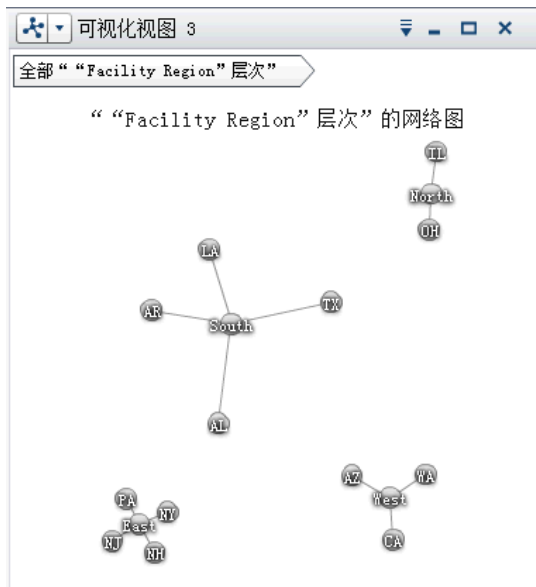 可视化视图 3
全部““Facility Region”层次”
““Facility Region”层次”的网络图
IL
North
OH
LA
TX
AR
South
AL
AZ
WA
West
CA
PA
NY
East
NJ
NH